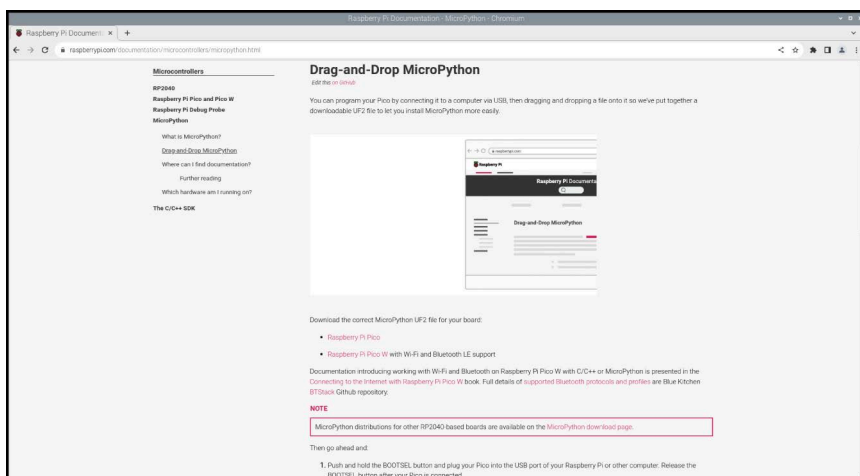 Raspberry Pi Documentation - MicroPython - Chromium
Raspberry Pi Document
raspberrypi.com/documentation/microcontrollers/micropython.html
Microcontrollers
RP2040
Raspberry Pi Pico and Pico W
Raspberry Pi Debug Probe
MicroPython
What is MicroPython?
Drag-and-Drop MicroPython
Where can I find documentation?
Further reading
Which hardware am I running on?
The C/C++ SDK
Drag-and-Drop MicroPython
Edit this on GitHub
You can program your Pico by connecting it to a computer via USB, then dragging and dropping a file onto it so we've put together a
downloadable UF2 file to let you install MicroPython more easily.
raspberrypi.com
Raspberry Pi
Raspberry Pi Documenta
Drag-and-Drop MicroPython
Download the correct MicroPython UF2 file for your board:
• Raspberry Pi Pico
• Raspberry Pi Pico W with Wi-Fi and Bluetooth LE support
Documentation introducing working with Wi-Fi and Bluetooth on Raspberry Pi Pico W with C/C++ or MicroPython is presented in the
Connecting to the Internet with Raspberry Pi Pico W book. Full details of supported Bluetooth protocols and profiles are Blue Kitchen
BTStack Github repository.
NOTE
MicroPython distributions for other RP2040-based boards are available on the MicroPython download page.
Then go ahead and:
1. Push and hold the BOOTSEL button and plug your Pico into the USB port of your Raspberry Pi or other computer. Release the
BOOTSEL button after your Pico is connected.